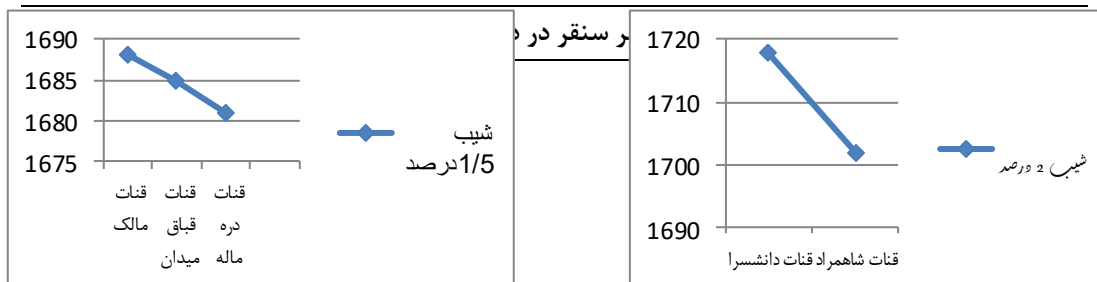 ر سنقر در د
1690
1685
1680
1675
قنات مالک
قنات قباق میدان
قنات دره ماله
شیب
1/5درصد
1720
1710
1700
1690
قنات دانشسرا
قنات شاهمراد
شیب 2 درصد